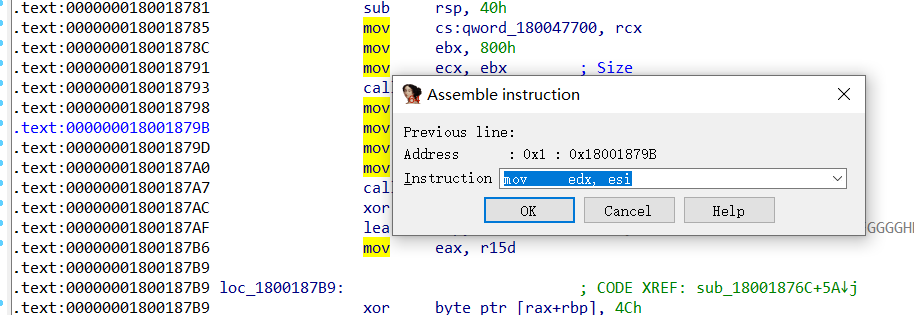 .text:0000000180018781 sub rsp, 40h
.text:0000000180018785 mov cs:qword_180047700, rcx
.text:000000018001878C mov ebx, 800h
.text:0000000180018791 mov ecx, ebx ; Size
.text:0000000180018793 cal
.text:0000000180018798 mov
.text:000000018001879B mov
.text:000000018001879D mov
.text:00000001800187A0 mov
.text:00000001800187A7 cal
.text:00000001800187AC xor
.text:00000001800187AF lea
.text:00000001800187B6 mov eax, r15d
.text:00000001800187B9
.text:00000001800187B9 loc_1800187B9: ; CODE XREF: sub_18001876C+5A↓j
.text:00000001800187B9 xor byte ptr [rax+rbp], 4Ch
Assemble instruction
Previous line:
Address : 0x1 : 0x18001879B
Instruction mov edx, esi
OK Cancel Help